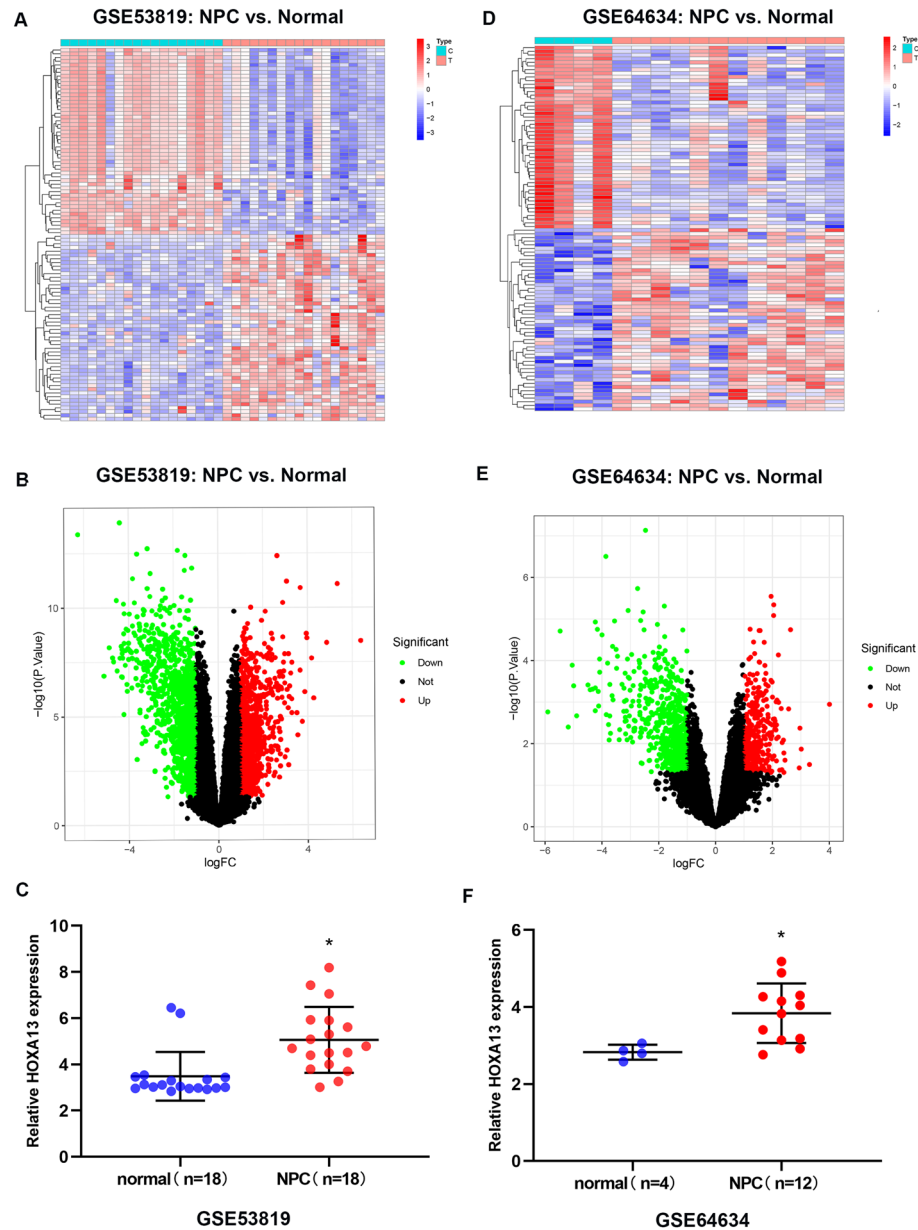 A
GSE53819: NPC vs. Normal
Type
C
T
3
2
1
0
−1
−2
−3
D
GSE64634: NPC vs. Normal
Type
C
T
2
1
0
−1
−2
B
GSE53819: NPC vs. Normal
−log10(P.Value)
10
5
0
−4
0
4
logFC
Significant
Down
Not
Up
E
GSE64634: NPC vs. Normal
−log10(P.Value)
6
4
2
0
−6
−4
−2
0
2
4
logFC
Significant
Down
Not
Up
C
Relative HOXA13 expression
10
8
6
4
2
0
*
normal( n=18)
NPC( n=18)
GSE53819
F
Relative HOXA13 expression
6
4
2
0
*
normal( n=4)
NPC( n=12)
GSE64634